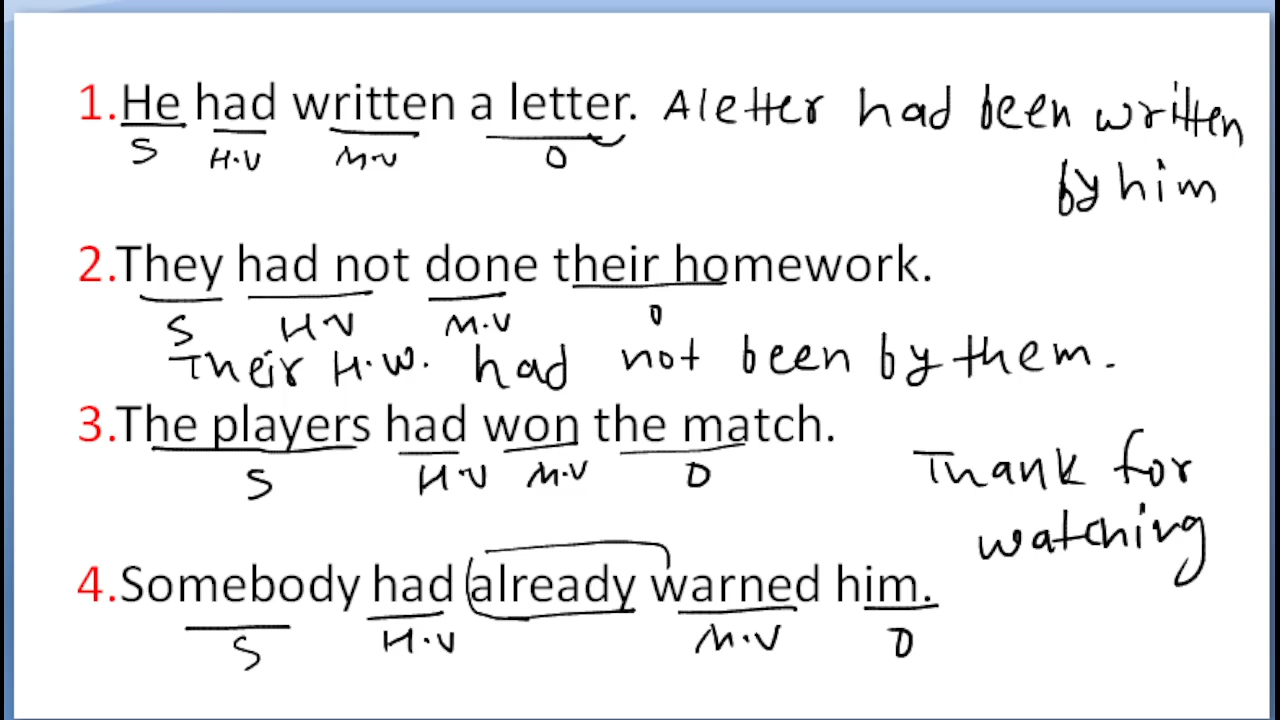 1.He had written a letter. A letter had been written
S H.V M.V O
by him
2.They had not done their homework.
S H.V M.V O
Their H.W. had not been by them.
3.The players had won the match.
S H.V M.V O
Thank for
watching
4.Somebody had already warned him.
S H.V M.V O